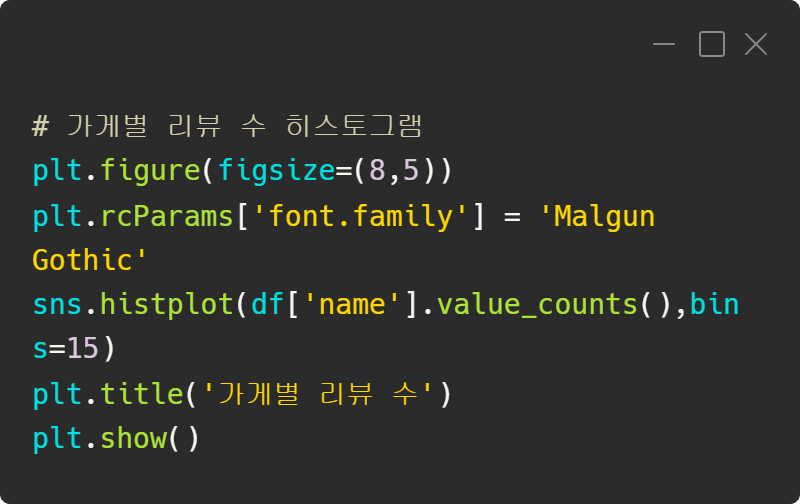 # 가게별 리뷰 수 히스토그램
plt.figure(figsize=(8,5))
plt.rcParams['font.family'] = 'Malgun
Gothic'
sns.histplot(df['name'].value_counts(),bin
s=15)
plt.title('가게별 리뷰 수')
plt.show()